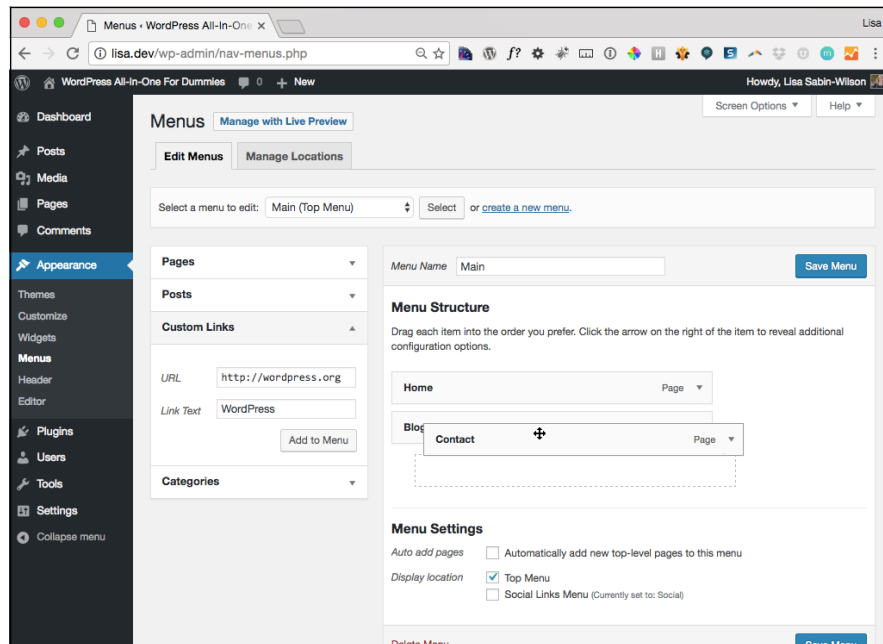 Menus ‹ WordPress All-In-One
Lisa
lisa.dev/wp-admin/nav-menus.php
WordPress All-In-One For Dummies 0 + New
Howdy, Lisa Sabin-Wilson
Screen Options Help
Dashboard
Posts
Media
Pages
Comments
Appearance
Themes
Customize
Widgets
Menus
Header
Editor
Plugins
Users
Tools
Settings
Collapse menu
Menus Manage with Live Preview
Edit Menus Manage Locations
Select a menu to edit: Main (Top Menu) Select or create a new menu.
Pages
Posts
Custom Links
URL http://wordpress.org
Link Text WordPress
Add to Menu
Categories
Menu Name Main Save Menu
Menu Structure
Drag each item into the order you prefer. Click the arrow on the right of the item to reveal additional
configuration options.
Home Page
Blog
Contact Page
Menu Settings
Auto add pages Automatically add new top-level pages to this menu
Display location Top Menu
Social Links Menu (Currently set to: Social)
Delete Menu Save Menu